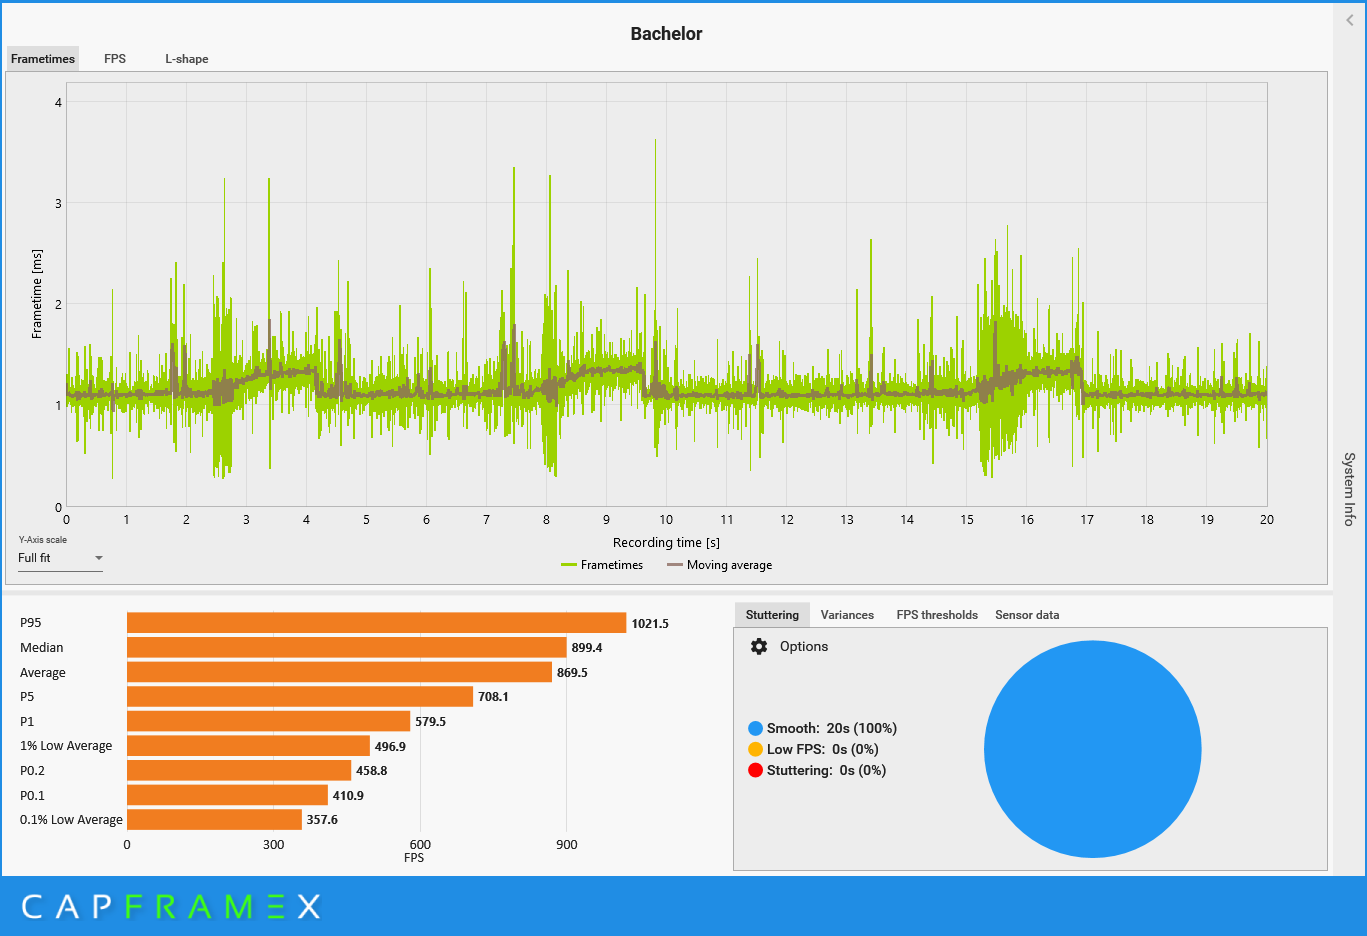 Bachelor
Frametimes FPS L-shape
Frametime [ms]
4
3
2
1
0
0 1 2 3 4 5 6 7 8 9 10 11 12 13 14 15 16 17 18 19 20
Recording time [s]
Frametimes Moving average
Y-Axis scale
Full fit
System Info
P95 1021.5
Median 899.4
Average 869.5
P5 708.1
P1 579.5
1% Low Average 496.9
P0.2 458.8
P0.1 410.9
0.1% Low Average 357.6
0 300 600 900
FPS
Stuttering Variances FPS thresholds Sensor data
Options
Smooth: 20s (100%)
Low FPS: 0s (0%)
Stuttering: 0s (0%)
CAPFRAMEX